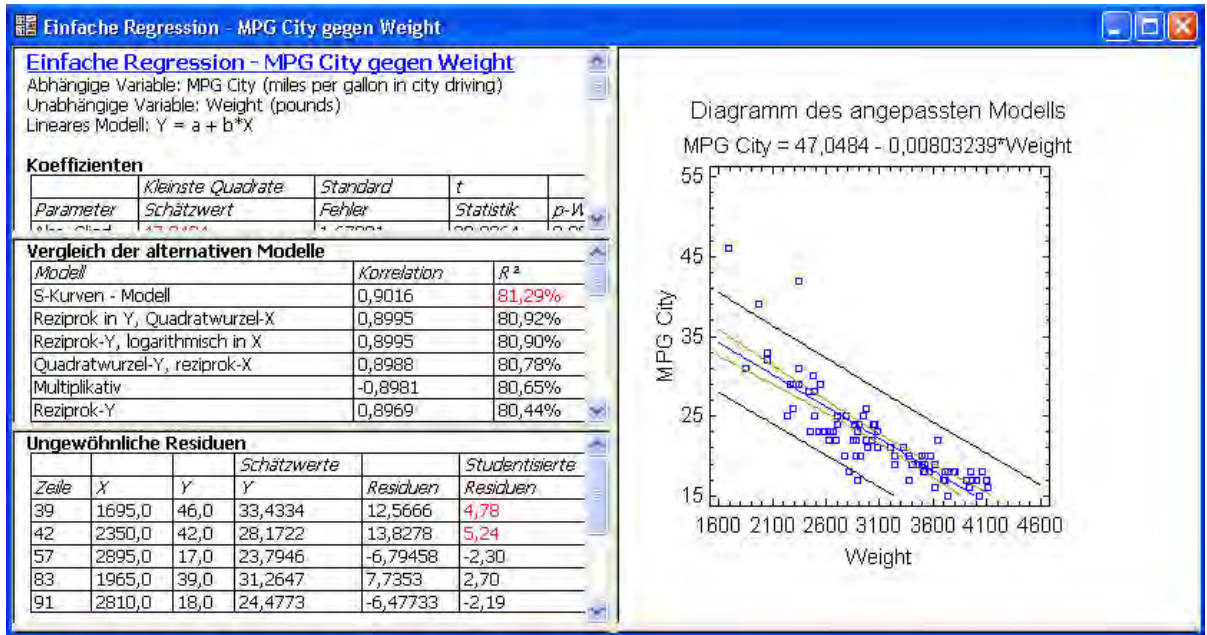 Einfache Regression - MPG City gegen Weight
Einfache Regression - MPG City gegen Weight
Abhängige Variable: MPG City (miles per gallon in city driving)
Unabhängige Variable: Weight (pounds)
Lineares Modell: Y = a + b*X
Koeffizienten
Kleinste Quadrate Standard t
Parameter Schätzwert Fehler Statistik p-W
Vergleich der alternativen Modelle
Modell Korrelation R²
S-Kurven - Modell 0,9016 81,29%
Reziprok in Y, Quadratwurzel-X 0,8995 80,92%
Reziprok-Y, logarithmisch in X 0,8995 80,90%
Quadratwurzel-Y, reziprok-X 0,8988 80,78%
Multiplikativ -0,8981 80,65%
Reziprok-Y 0,8969 80,44%
Ungewöhnliche Residuen
Schätzwerte Studentisierte
Zeile X Y Y Residuen Residuen
39 1695,0 46,0 33,4334 12,5666 4,78
42 2350,0 42,0 28,1722 13,8278 5,24
57 2895,0 17,0 23,7946 -6,79458 -2,30
83 1965,0 39,0 31,2647 7,7353 2,70
91 2810,0 18,0 24,4773 -6,47733 -2,19
Diagramm des angepassten Modells
MPG City = 47,0484 - 0,00803239*Weight
55
45
35
25
15
MPG City
1600 2100 2600 3100 3600 4100 4600
Weight